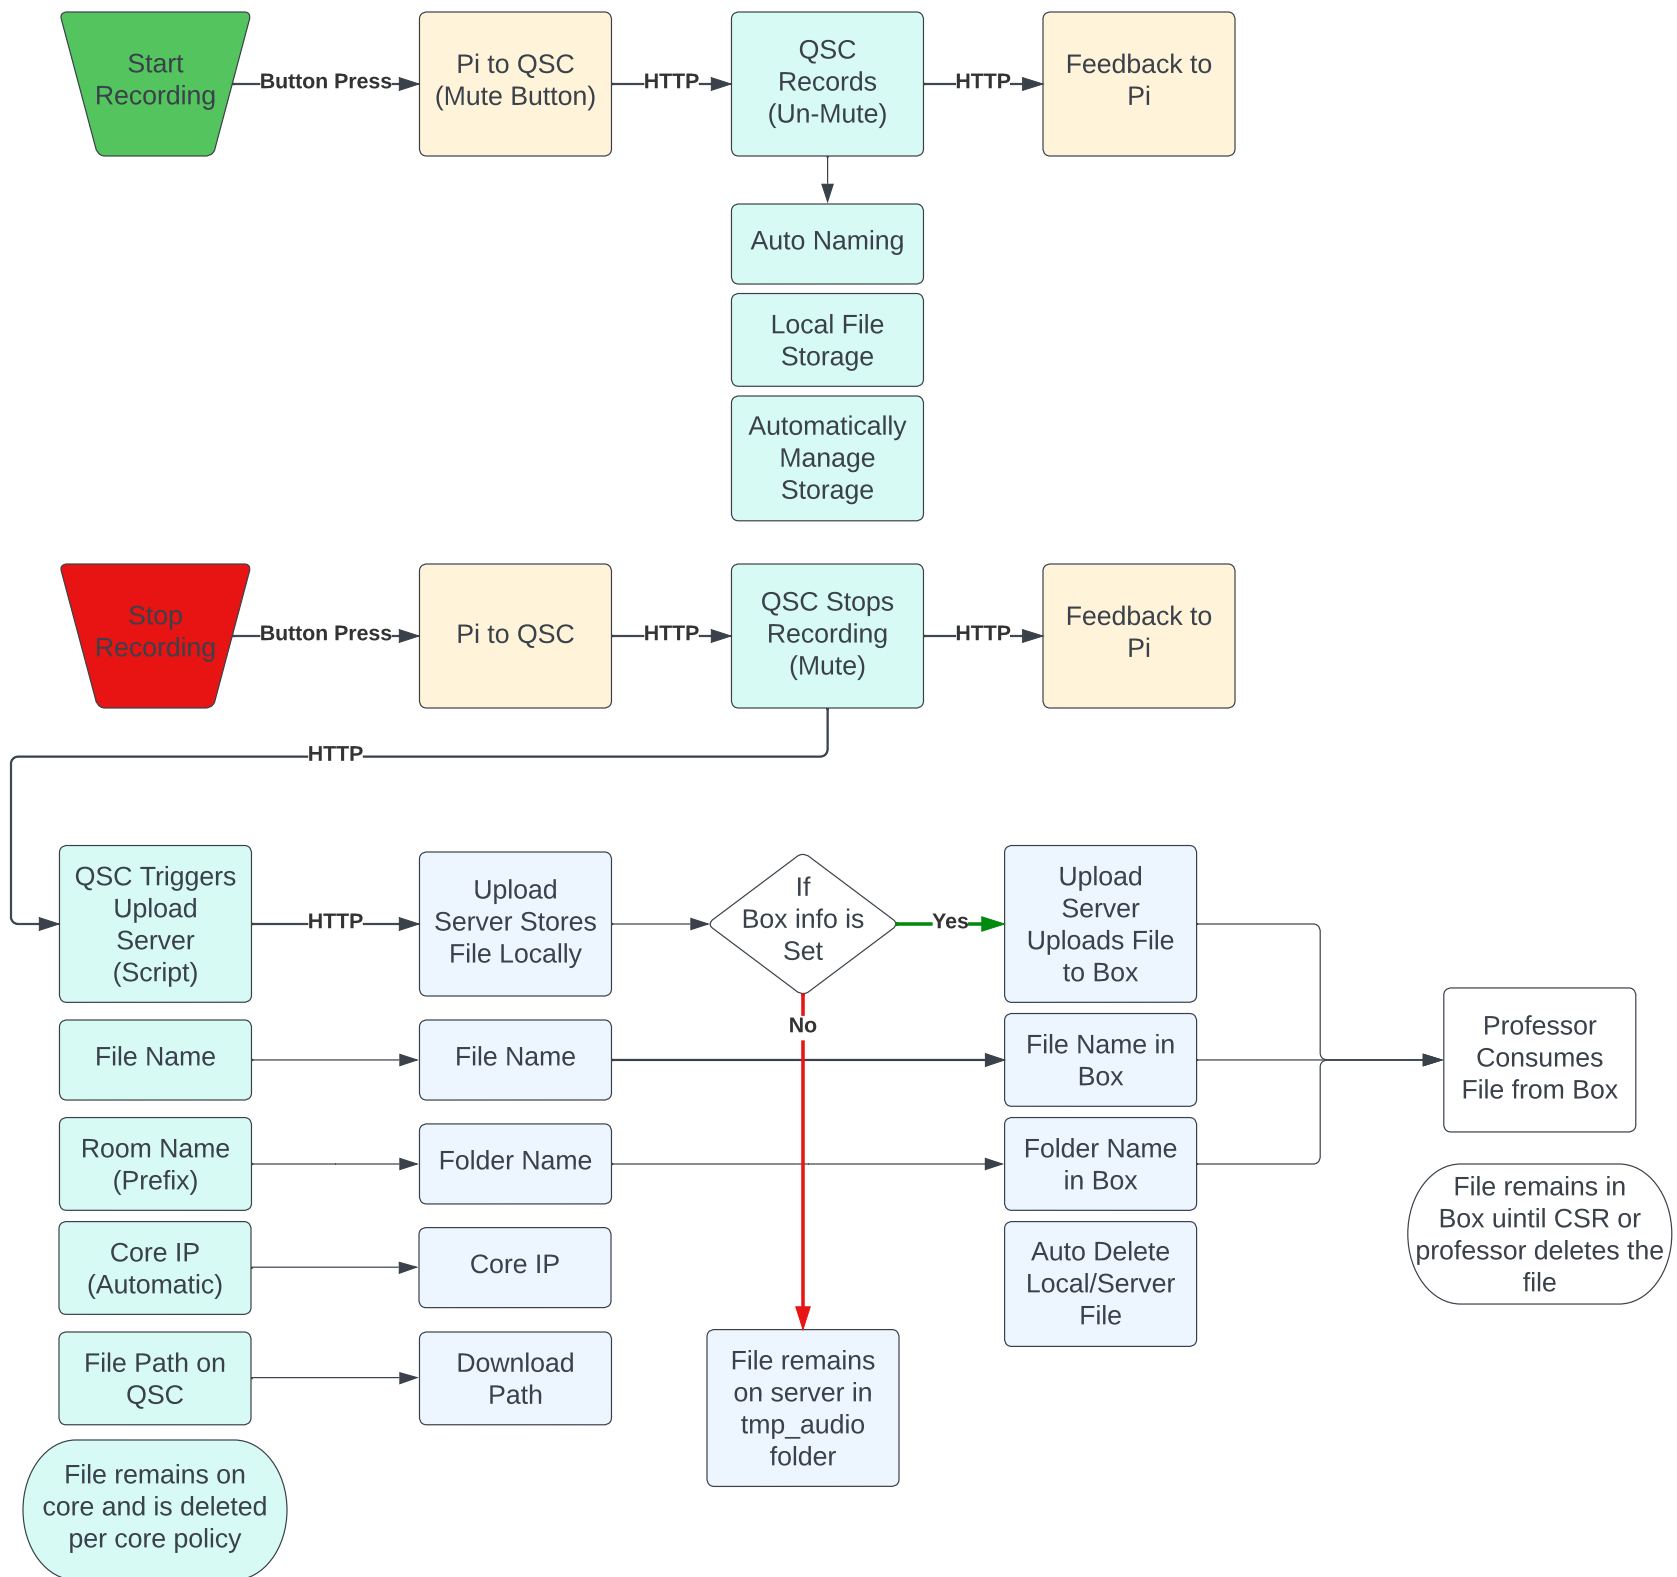 Start
Recording
Button Press
Pi to QSC
(Mute Button)
HTTP
QSC
Records
(Un-Mute)
HTTP
Feedback to
Pi
Auto Naming
Local File
Storage
Automatically
Manage
Storage
Stop
Recording
Button Press
Pi to QSC
HTTP
QSC Stops
Recording
(Mute)
HTTP
Feedback to
Pi
HTTP
QSC Triggers
Upload
Server
(Script)
HTTP
Upload
Server Stores
File Locally
If
Box info is
Set
Yes
Upload
Server
Uploads File
to Box
No
File Name
File Name
File Name in
Box
Professor
Consumes
File from Box
Room Name
(Prefix)
Folder Name
Folder Name
in Box
File remains in
Box uintil CSR or
professor deletes the
file
Core IP
(Automatic)
Core IP
Auto Delete
Local/Server
File
File Path on
QSC
Download
Path
File remains
on server in
tmp_audio
folder
File remains on
core and is deleted
per core policy